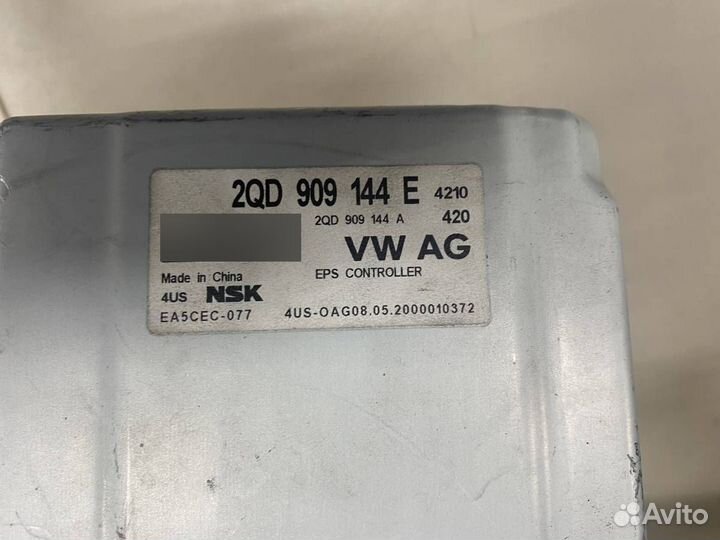 2QD 909 144 E 4210
2QD 909 144 A 420
VW AG
EPS CONTROLLER
Made in China
4US NSK
EA5CEC-077 4US-OAG08.05.2000010372
Avito